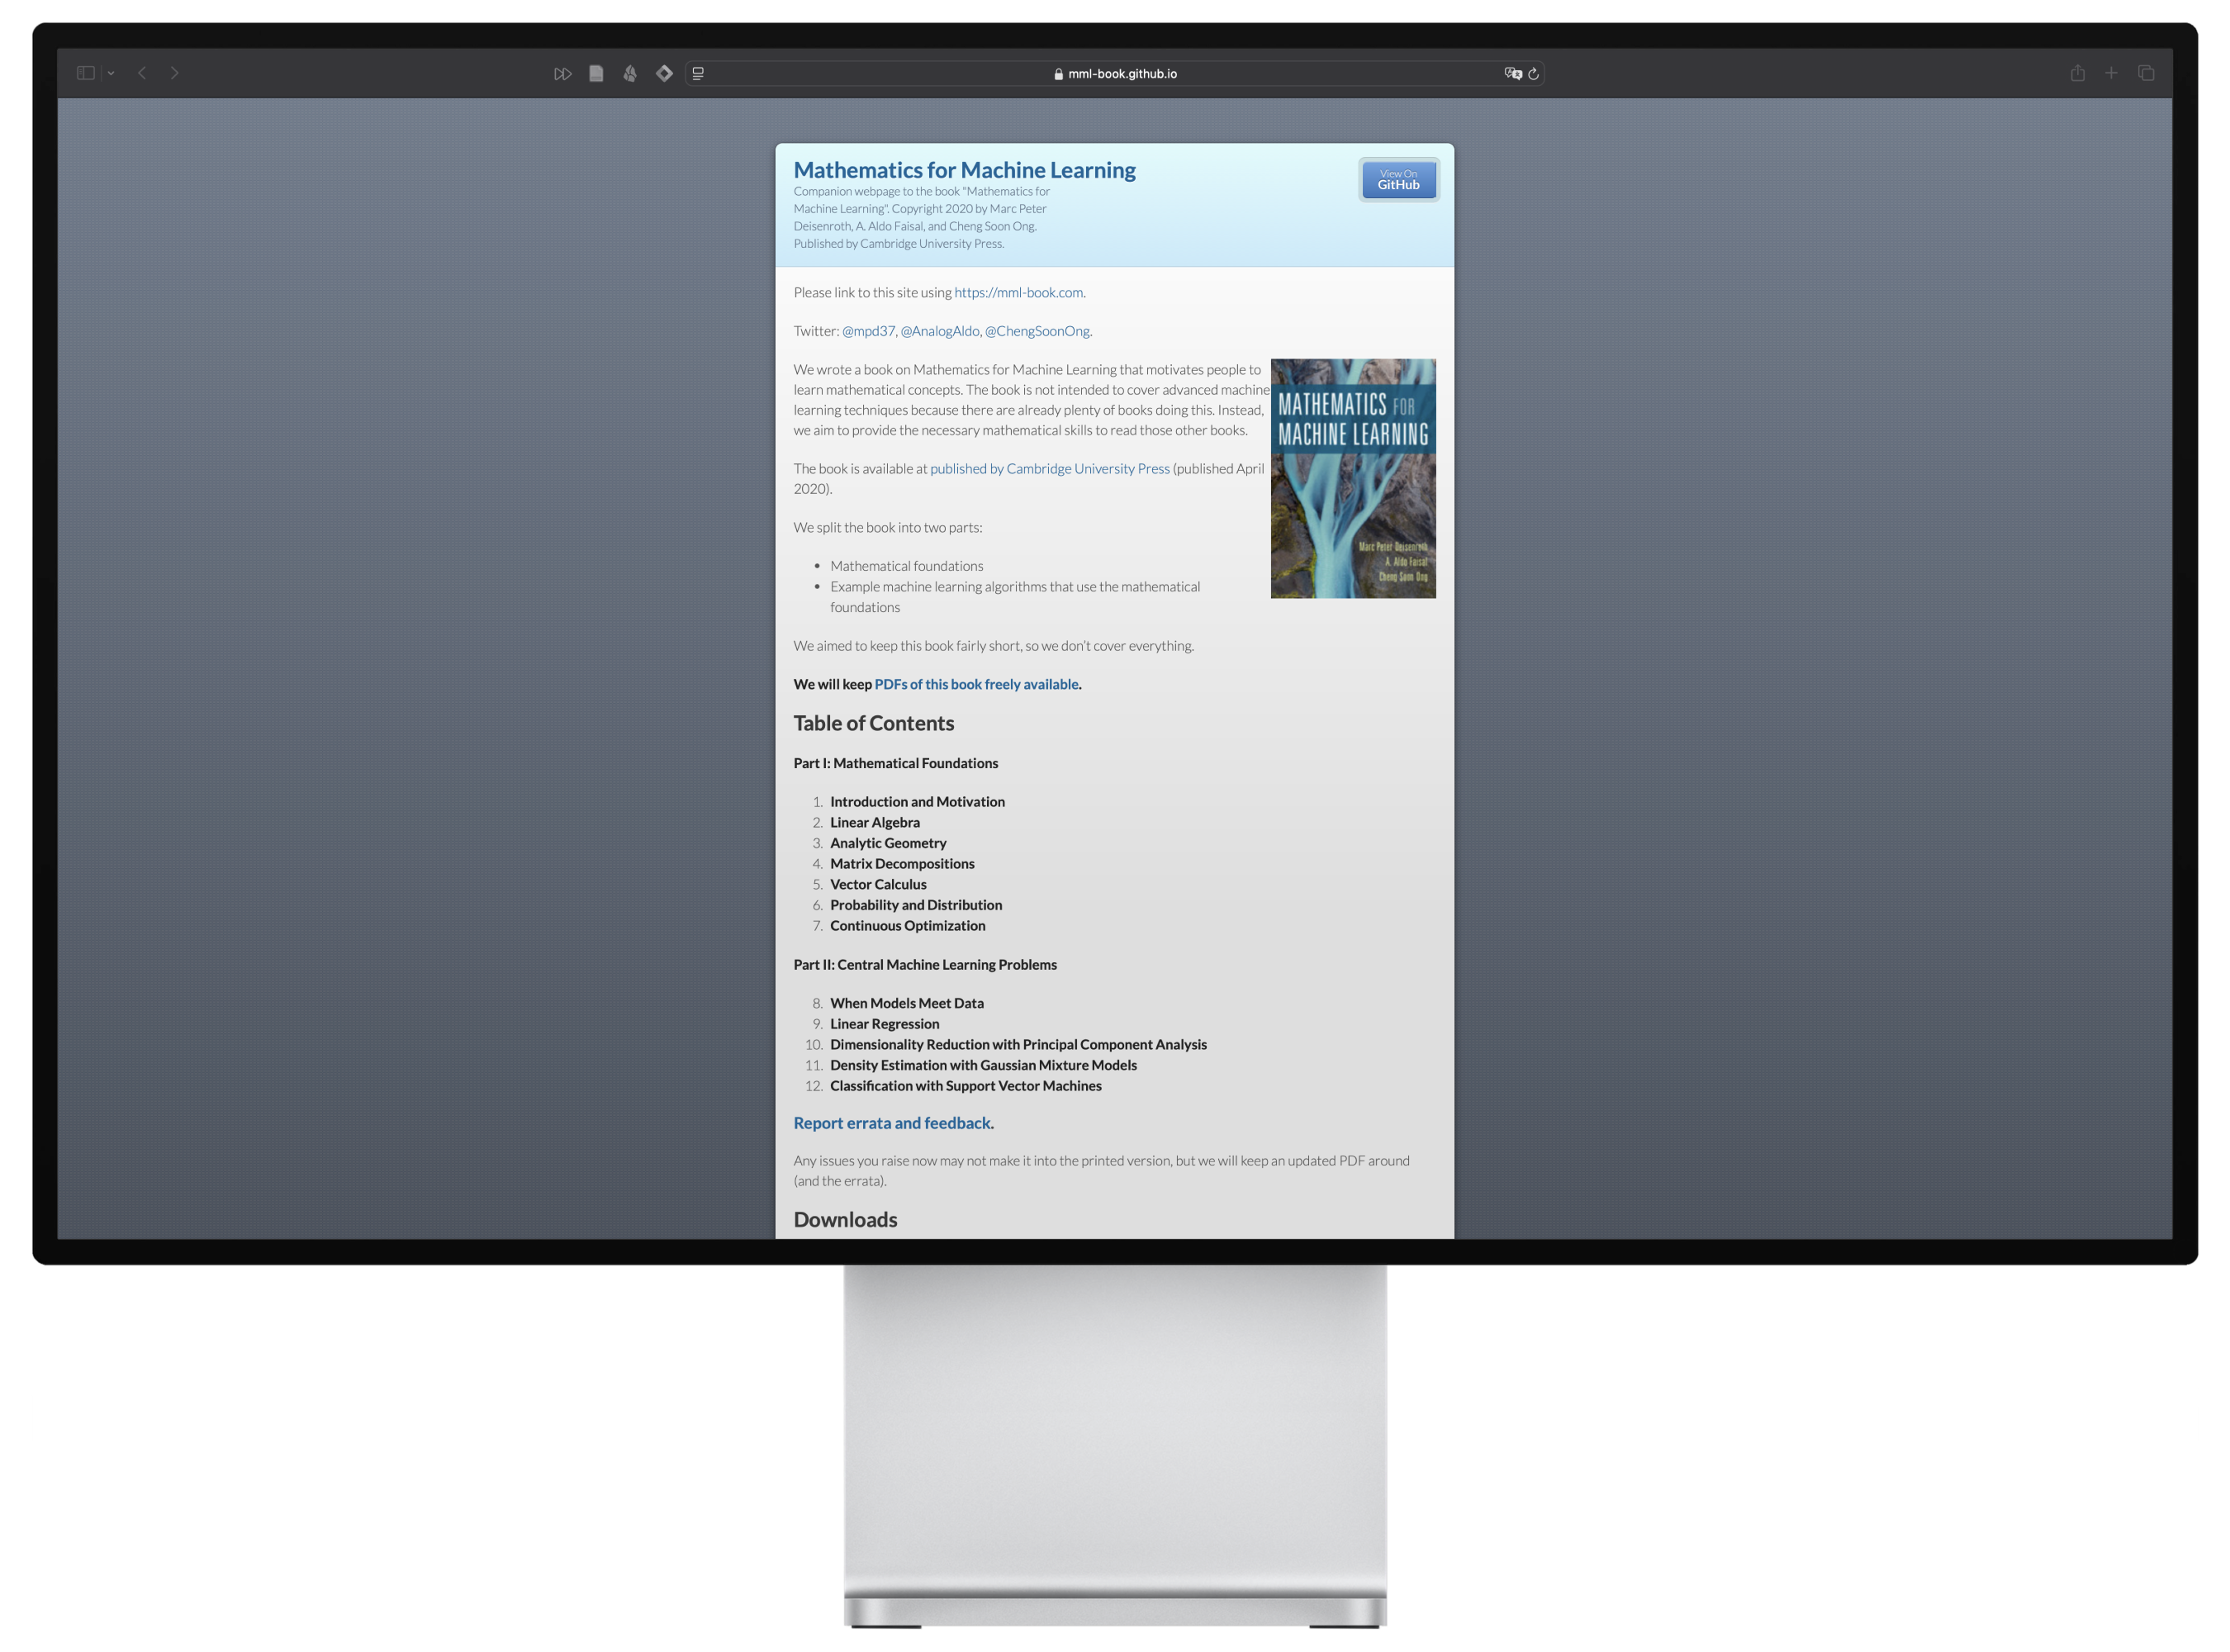 mml-book.github.io
Mathematics for Machine Learning
View On
GitHub
Companion webpage to the book "Mathematics for
Machine Learning". Copyright 2020 by Marc Peter
Deisenroth, A. Aldo Faisal, and Cheng Soon Ong.
Published by Cambridge University Press.
Please link to this site using https://mml-book.com.
Twitter: @mpd37, @AnalogAldo, @ChengSoonOng.
We wrote a book on Mathematics for Machine Learning that motivates people to
learn mathematical concepts. The book is not intended to cover advanced machine
learning techniques because there are already plenty of books doing this. Instead,
we aim to provide the necessary mathematical skills to read those other books.
The book is available at published by Cambridge University Press (published April
2020).
We split the book into two parts:
• Mathematical foundations
• Example machine learning algorithms that use the mathematical
foundations
MATHEMATICS FOR
MACHINE LEARNING
Marc Peter Deisenroth
A. Aldo Faisal
Cheng Soon Ong
We aimed to keep this book fairly short, so we don't cover everything.
We will keep PDFs of this book freely available.
Table of Contents
Part I: Mathematical Foundations
1. Introduction and Motivation
2. Linear Algebra
3. Analytic Geometry
4. Matrix Decompositions
5. Vector Calculus
6. Probability and Distribution
7. Continuous Optimization
Part II: Central Machine Learning Problems
8. When Models Meet Data
9. Linear Regression
10. Dimensionality Reduction with Principal Component Analysis
11. Density Estimation with Gaussian Mixture Models
12. Classification with Support Vector Machines
Report errata and feedback.
Any issues you raise now may not make it into the printed version, but we will keep an updated PDF around
(and the errata).
Downloads